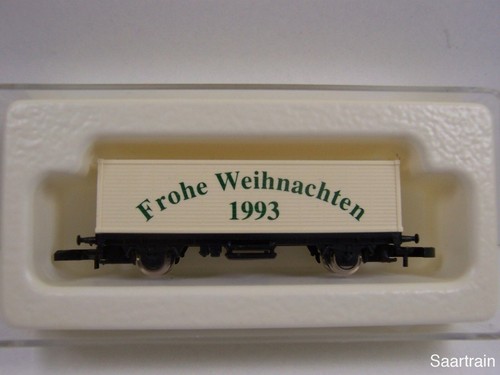 Frohe Weihnachten
1993
Saartrain